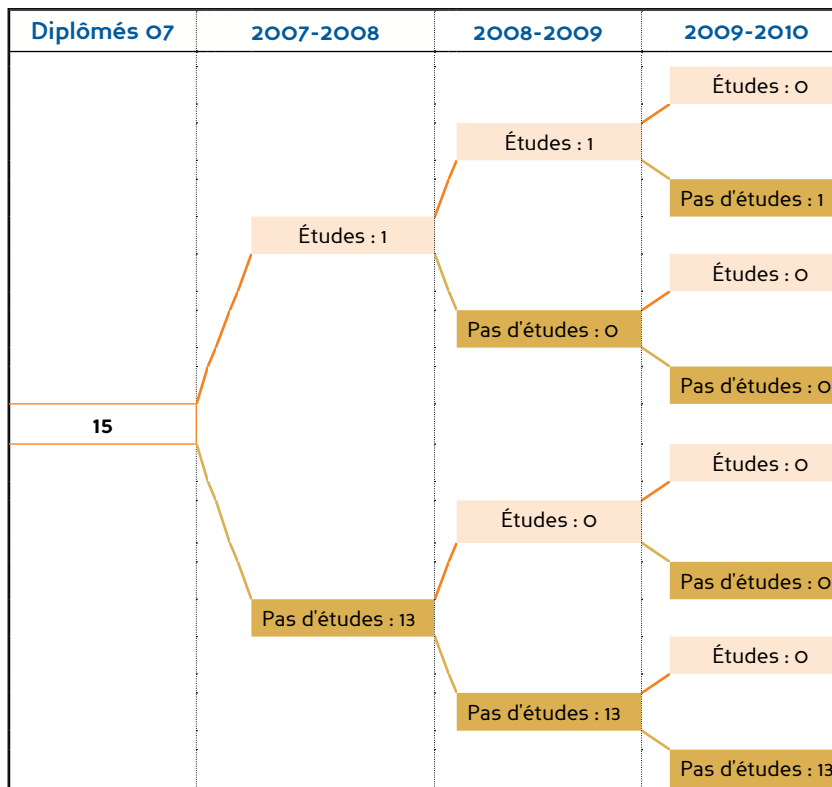 Diplômés 07 2007-2008 2008-2009 2009-2010
Études : 0
Études : 1
Pas d'études : 1
Études : 1
Études : 0
Pas d'études : 0
Pas d'études : 0
15
Études : 0
Études : 0
Pas d'études : 0
Pas d'études : 13
Études : 0
Pas d'études : 13
Pas d'études : 13